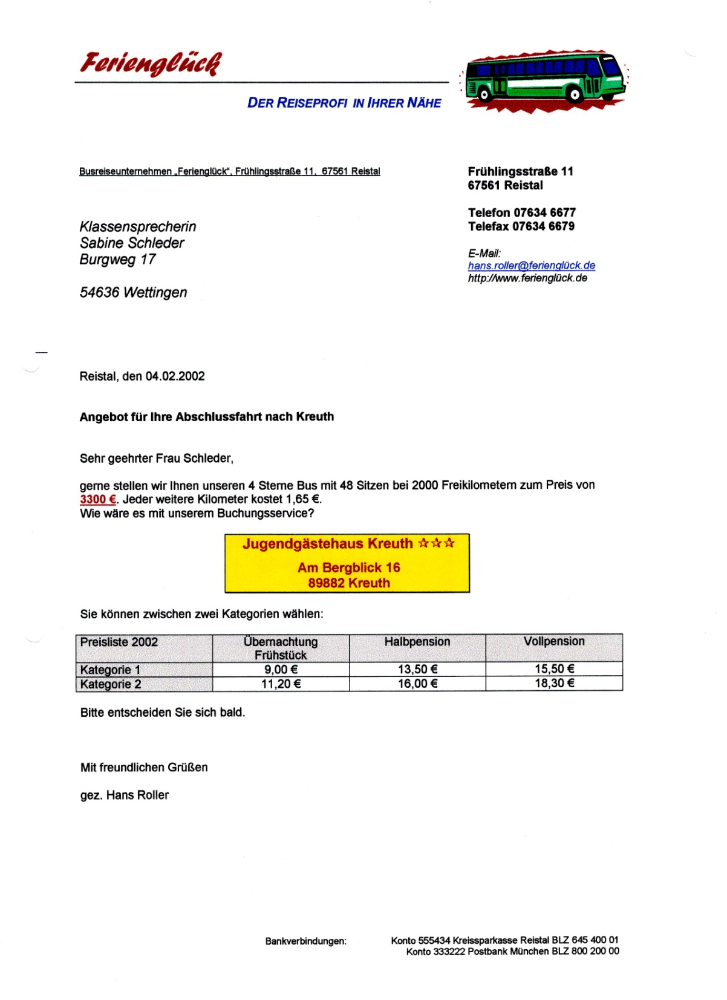 Ferienglück
DER REISEPROFI IN IHRER NÄHE
Busreiseunternehmen „Ferienglück“, Frühlingsstraße 11, 67561 Reistal
Frühlingsstraße 11
67561 Reistal
Telefon 07634 6677
Telefax 07634 6679
E-Mail:
hans.roller@ferienglück.de
http://www.ferienglück.de
Klassensprecherin
Sabine Schleder
Burgweg 17
54636 Wettingen
Reistal, den 04.02.2002
Angebot für Ihre Abschlussfahrt nach Kreuth
Sehr geehrter Frau Schleder,
gerne stellen wir Ihnen unseren 4 Sterne Bus mit 48 Sitzen bei 2000 Freikilometern zum Preis von
3300 €. Jeder weitere Kilometer kostet 1,65 €.
Wie wäre es mit unserem Buchungsservice?
Jugendgästehaus Kreuth ☆☆☆
Am Bergblick 16
89882 Kreuth
Sie können zwischen zwei Kategorien wählen:
Preisliste 2002 Übernachtung Halbpension Vollpension
Frühstück
Kategorie 1 9,00 € 13,50 € 15,50 €
Kategorie 2 11,20 € 16,00 € 18,30 €
Bitte entscheiden Sie sich bald.
Mit freundlichen Grüßen
gez. Hans Roller
Bankverbindungen: Konto 555434 Kreissparkasse Reistal BLZ 645 400 01
Konto 333222 Postbank München BLZ 800 200 00